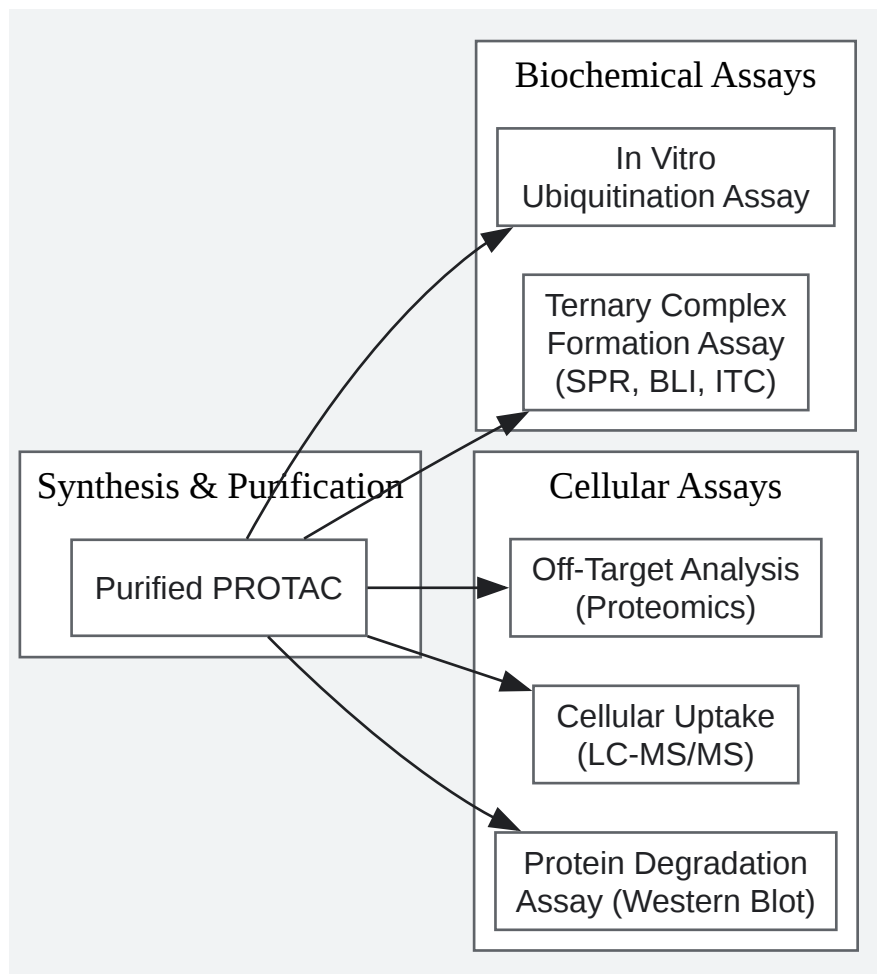 Biochemical Assays
In Vitro
Ubiquitination Assay
Ternary Complex
Formation Assay
(SPR, BLI, ITC)
Synthesis & Purification
Purified PROTAC
Cellular Assays
Off-Target Analysis
(Proteomics)
Cellular Uptake
(LC-MS/MS)
Protein Degradation
Assay (Western Blot)